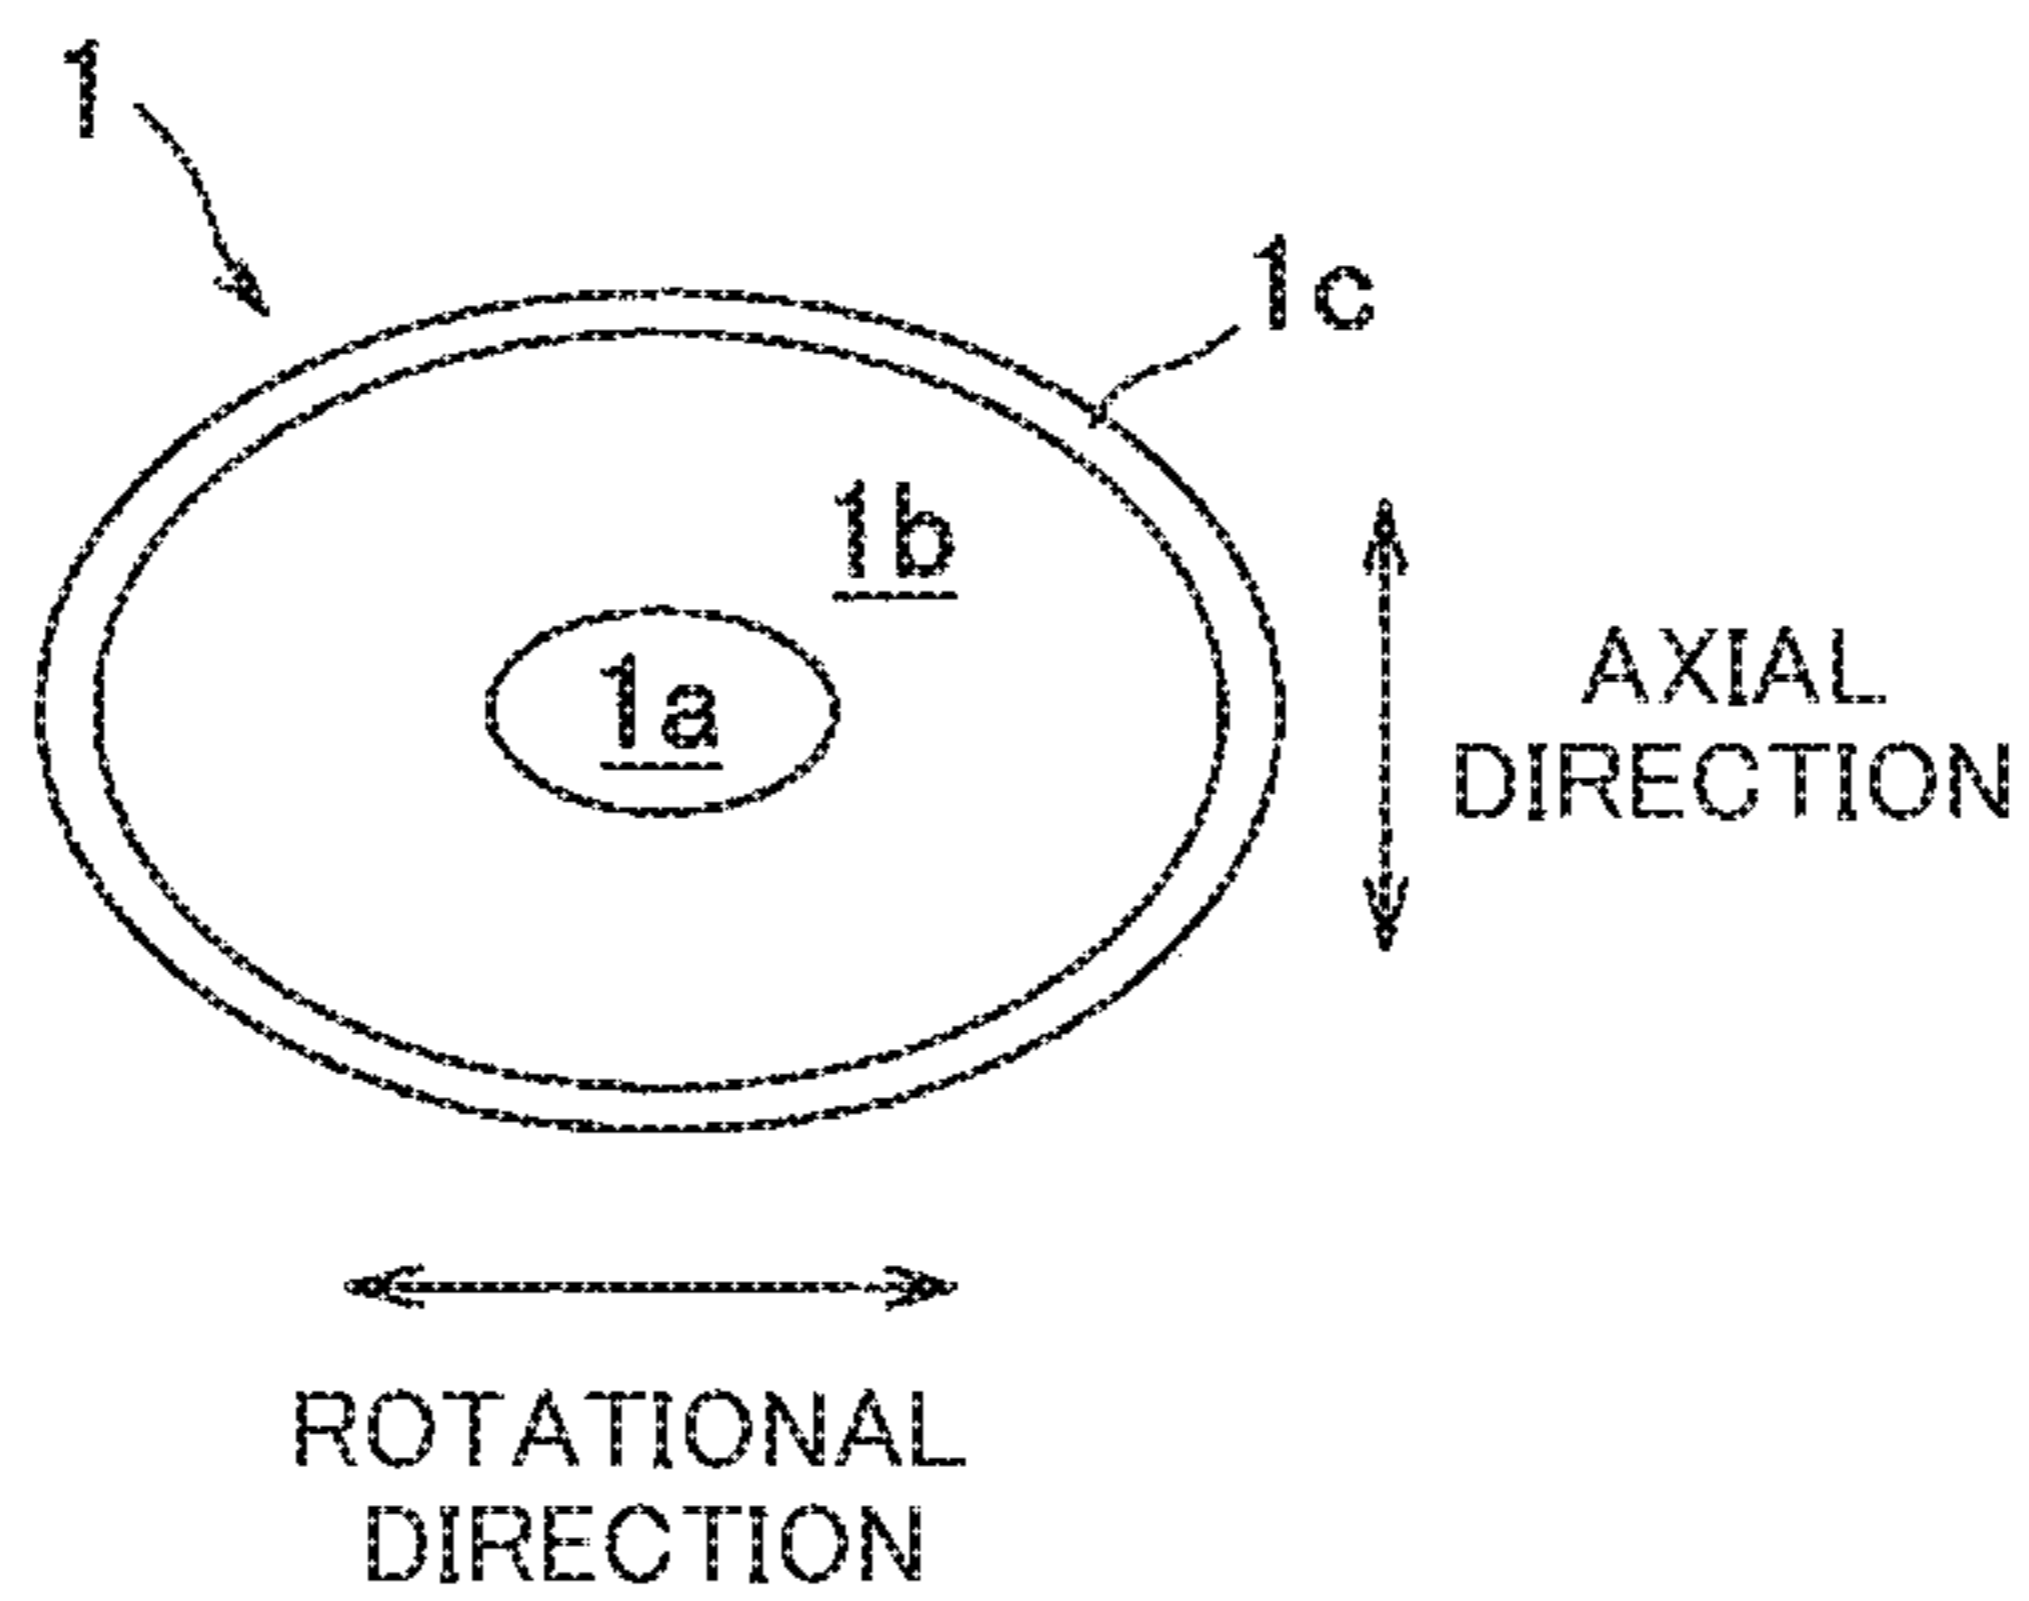 1
1c
1b
1a
AXIAL
DIRECTION
ROTATIONAL
DIRECTION